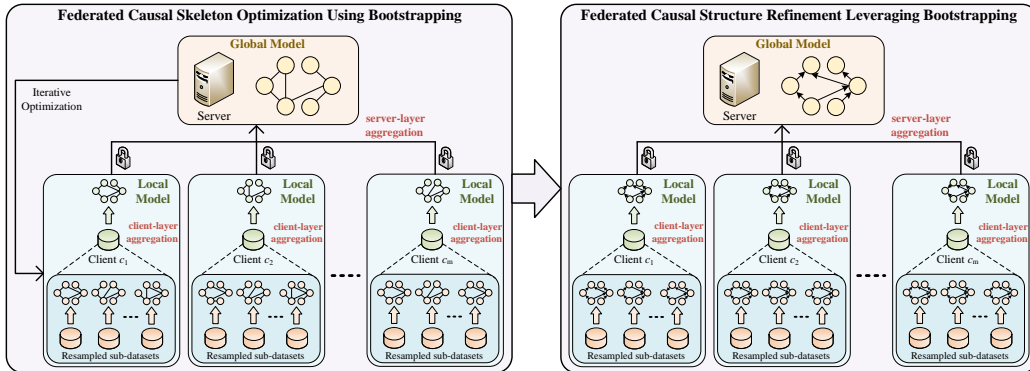 Federated Causal Skeleton Optimization Using Bootstrapping
Global Model
Iterative
Optimization
Server
server-layer
aggregation
Local
Model
client-layer
aggregation
Client c1
Resampled sub-datasets
Local
Model
client-layer
aggregation
Client c2
Resampled sub-datasets
Local
Model
client-layer
aggregation
Client cm
Resampled sub-datasets
Federated Causal Structure Refinement Leveraging Bootstrapping
Global Model
Server
server-layer
aggregation
Local
Model
client-layer
aggregation
Client c1
Resampled sub-datasets
Local
Model
client-layer
aggregation
Client c2
Resampled sub-datasets
Local
Model
client-layer
aggregation
Client cm
Resampled sub-datasets